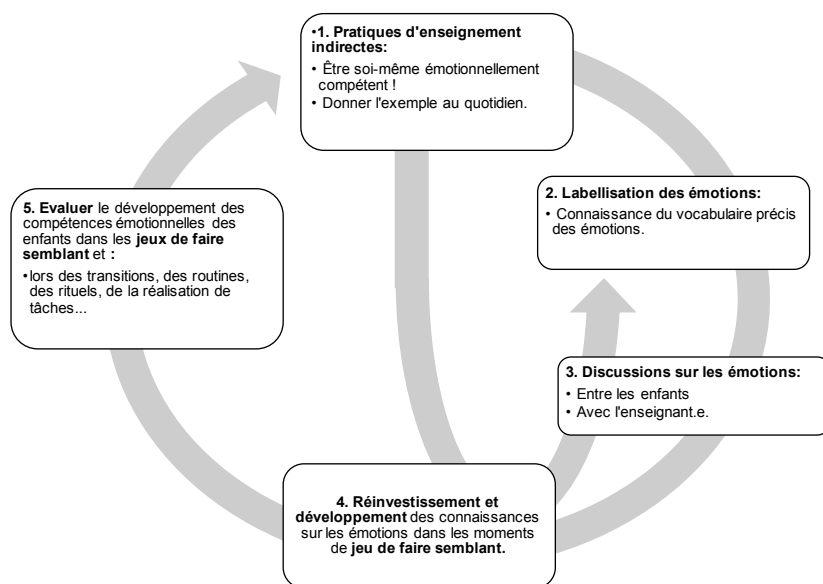 •1. Pratiques d'enseignement
indirectes:
• Être soi-même émotionnellement
compétent !
• Donner l'exemple au quotidien.
2. Labellisation des émotions:
• Connaissance du vocabulaire précis
des émotions.
3. Discussions sur les émotions:
• Entre les enfants
• Avec l'enseignant.e.
4. Réinvestissement et
développement des connaissances
sur les émotions dans les moments
de jeu de faire semblant.
5. Evaluer le développement des
compétences émotionnelles des
enfants dans les jeux de faire
semblant et :
•lors des transitions, des routines,
des rituels, de la réalisation de
tâches...